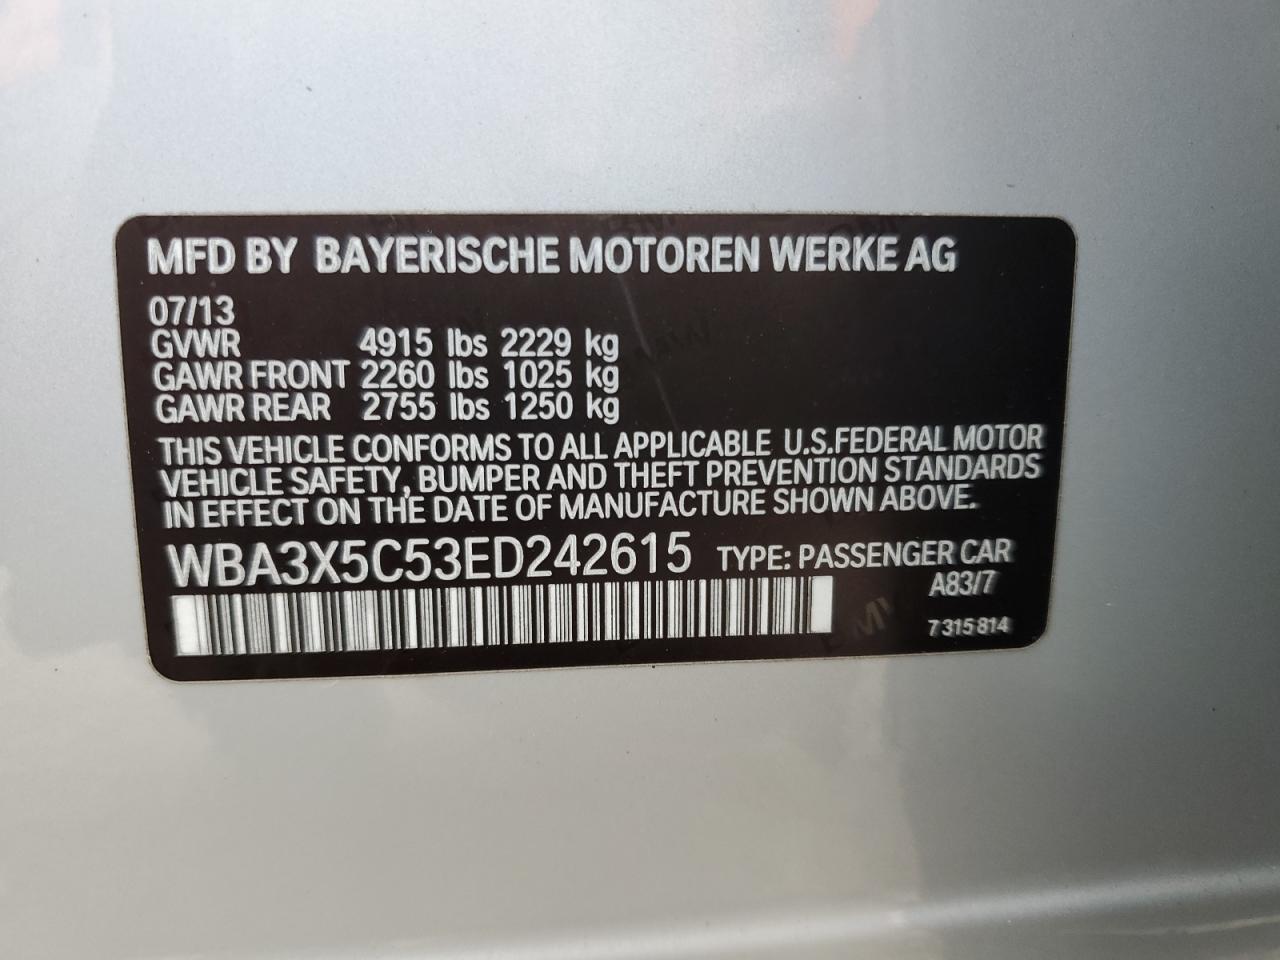 MFD BY BAYERISCHE MOTOREN WERKE AG
07/13
GVWR 4915 lbs 2229 kg
GAWR FRONT 2260 lbs 1025 kg
GAWR REAR 2755 lbs 1250 kg
THIS VEHICLE CONFORMS TO ALL APPLICABLE U.S.FEDERAL MOTOR
VEHICLE SAFETY, BUMPER AND THEFT PREVENTION STANDARDS
IN EFFECT ON THE DATE OF MANUFACTURE SHOWN ABOVE.
WBA3X5C53ED242615 TYPE: PASSENGER CAR
A83/7
7 315 814